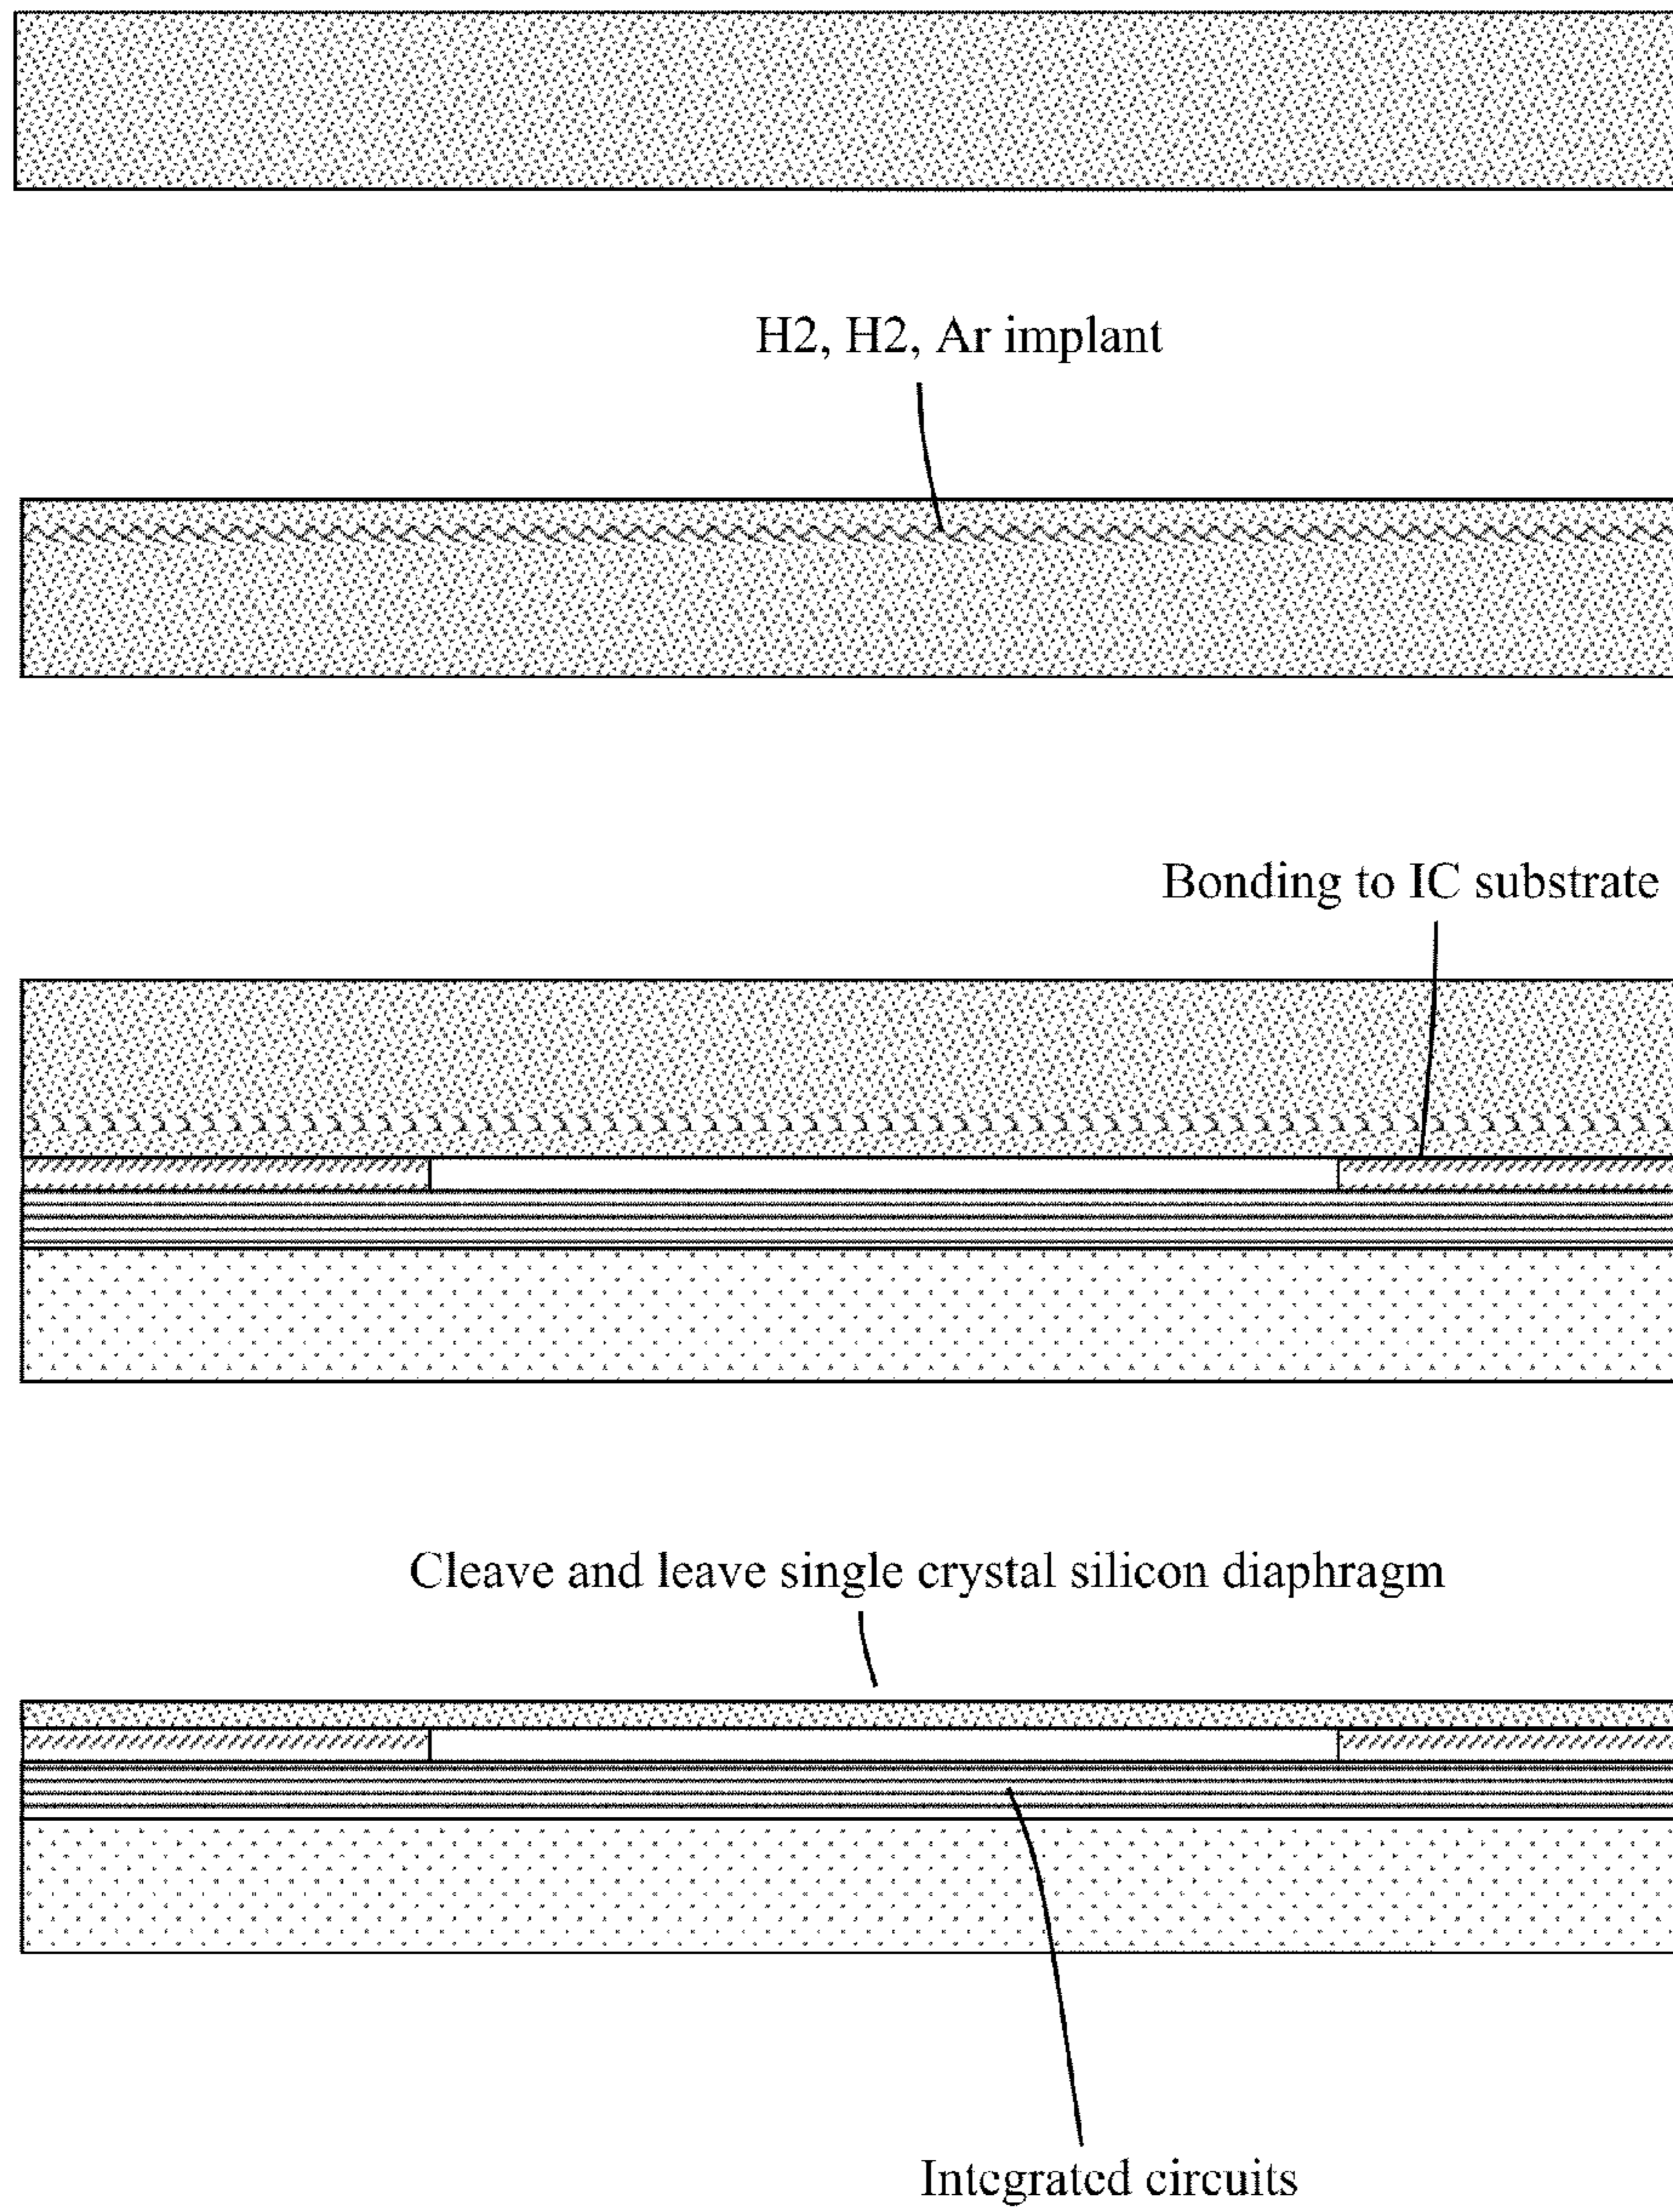 H2, H2, Ar implant
Bonding to IC substrate
Cleave and leave single crystal silicon diaphragm
Integrated circuits